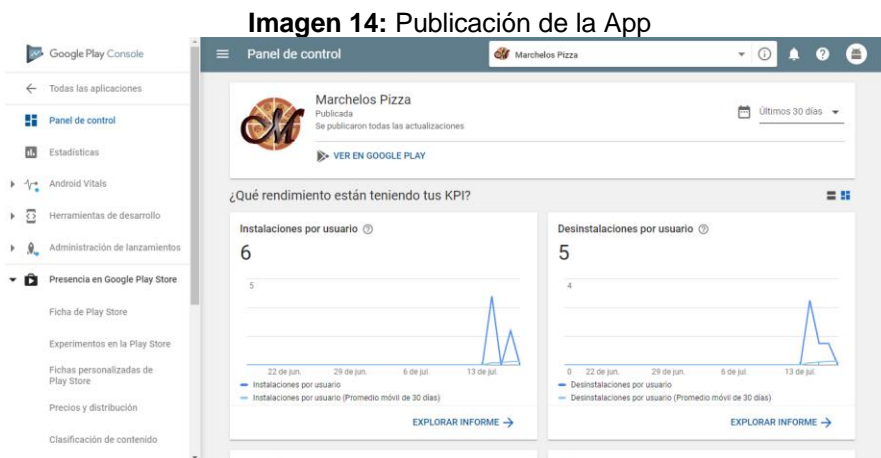 Imagen 14: Publicación de la App
Google Play Console
Panel de control
Marchelos Pizza
Todas las aplicaciones
Panel de control
Estadísticas
Android Vitals
Herramientas de desarrollo
Administración de lanzamientos
Presencia en Google Play Store
Ficha de Play Store
Experimentos en la Play Store
Fichas personalizadas de
Play Store
Precios y distribución
Clasificación de contenido
M
Marchelos Pizza
Publicada
Se publicaron todas las actualizaciones
VER EN GOOGLE PLAY
Últimos 30 días
¿Qué rendimiento están teniendo tus KPI?
Instalaciones por usuario
6
5
22 de jun. 29 de jun. 6 de jul. 13 de jul.
Instalaciones por usuario
Instalaciones por usuario (Promedio móvil de 30 días)
EXPLORAR INFORME →
Desinstalaciones por usuario
5
4
0 22 de jun. 29 de jun. 6 de jul. 13 de jul.
Desinstalaciones por usuario
Desinstalaciones por usuario (Promedio móvil de 30 días)
EXPLORAR INFORME →